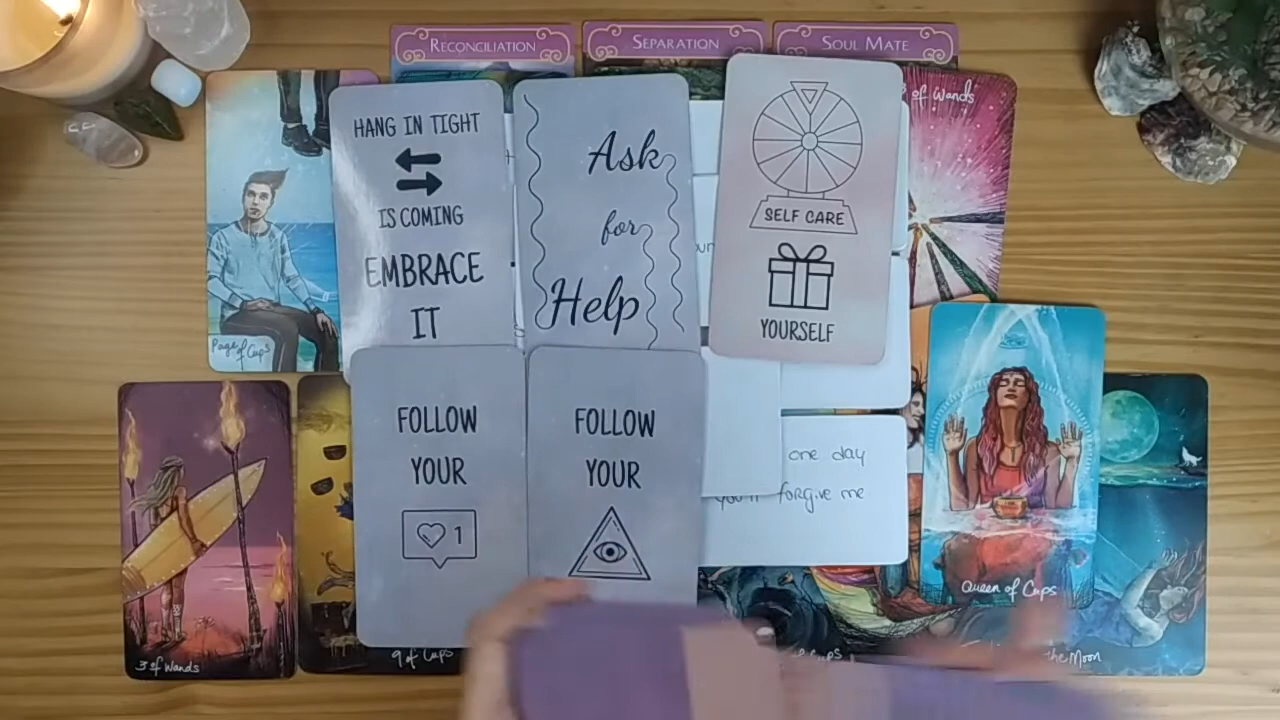 RECONCILIATION
SEPARATION
SOUL MATE
of Wands
HANG IN TIGHT
IS COMING
EMBRACE
IT
Ask
for
Help
SELF CARE
YOURSELF
Page of Cups
FOLLOW
YOUR
1
FOLLOW
YOUR
one day
you'll forgive me
Queen of Cups
3 of Wands
9 of Cups
the Moon